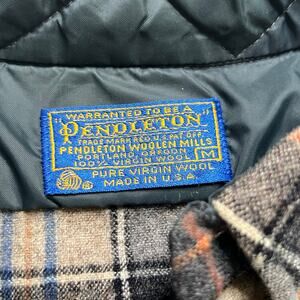 WARRANTED TO BE A
"PENDLETON"
TRADE MARK REG. U.S. PAT. OFF.
PENDLETON WOOLEN MILLS
PORTLAND, OREGON
100% VIRGIN WOOL M
PURE VIRGIN WOOL
MADE IN U.S.A.